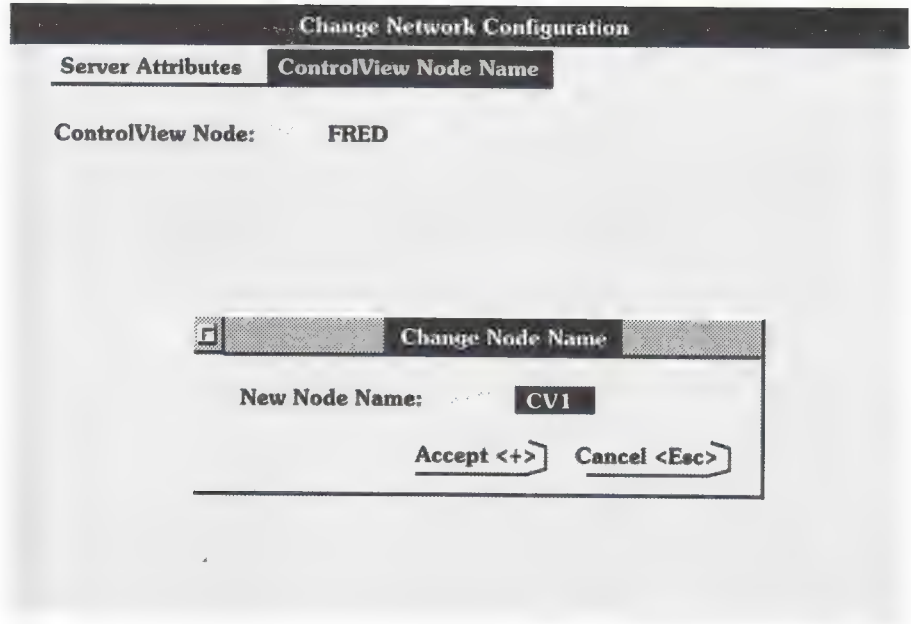 Change Network Configuration
Server Attributes ControlView Node Name
ControlView Node: FRED
Change Node Name
New Node Name: CV1
Accept <+> Cancel <Esc>